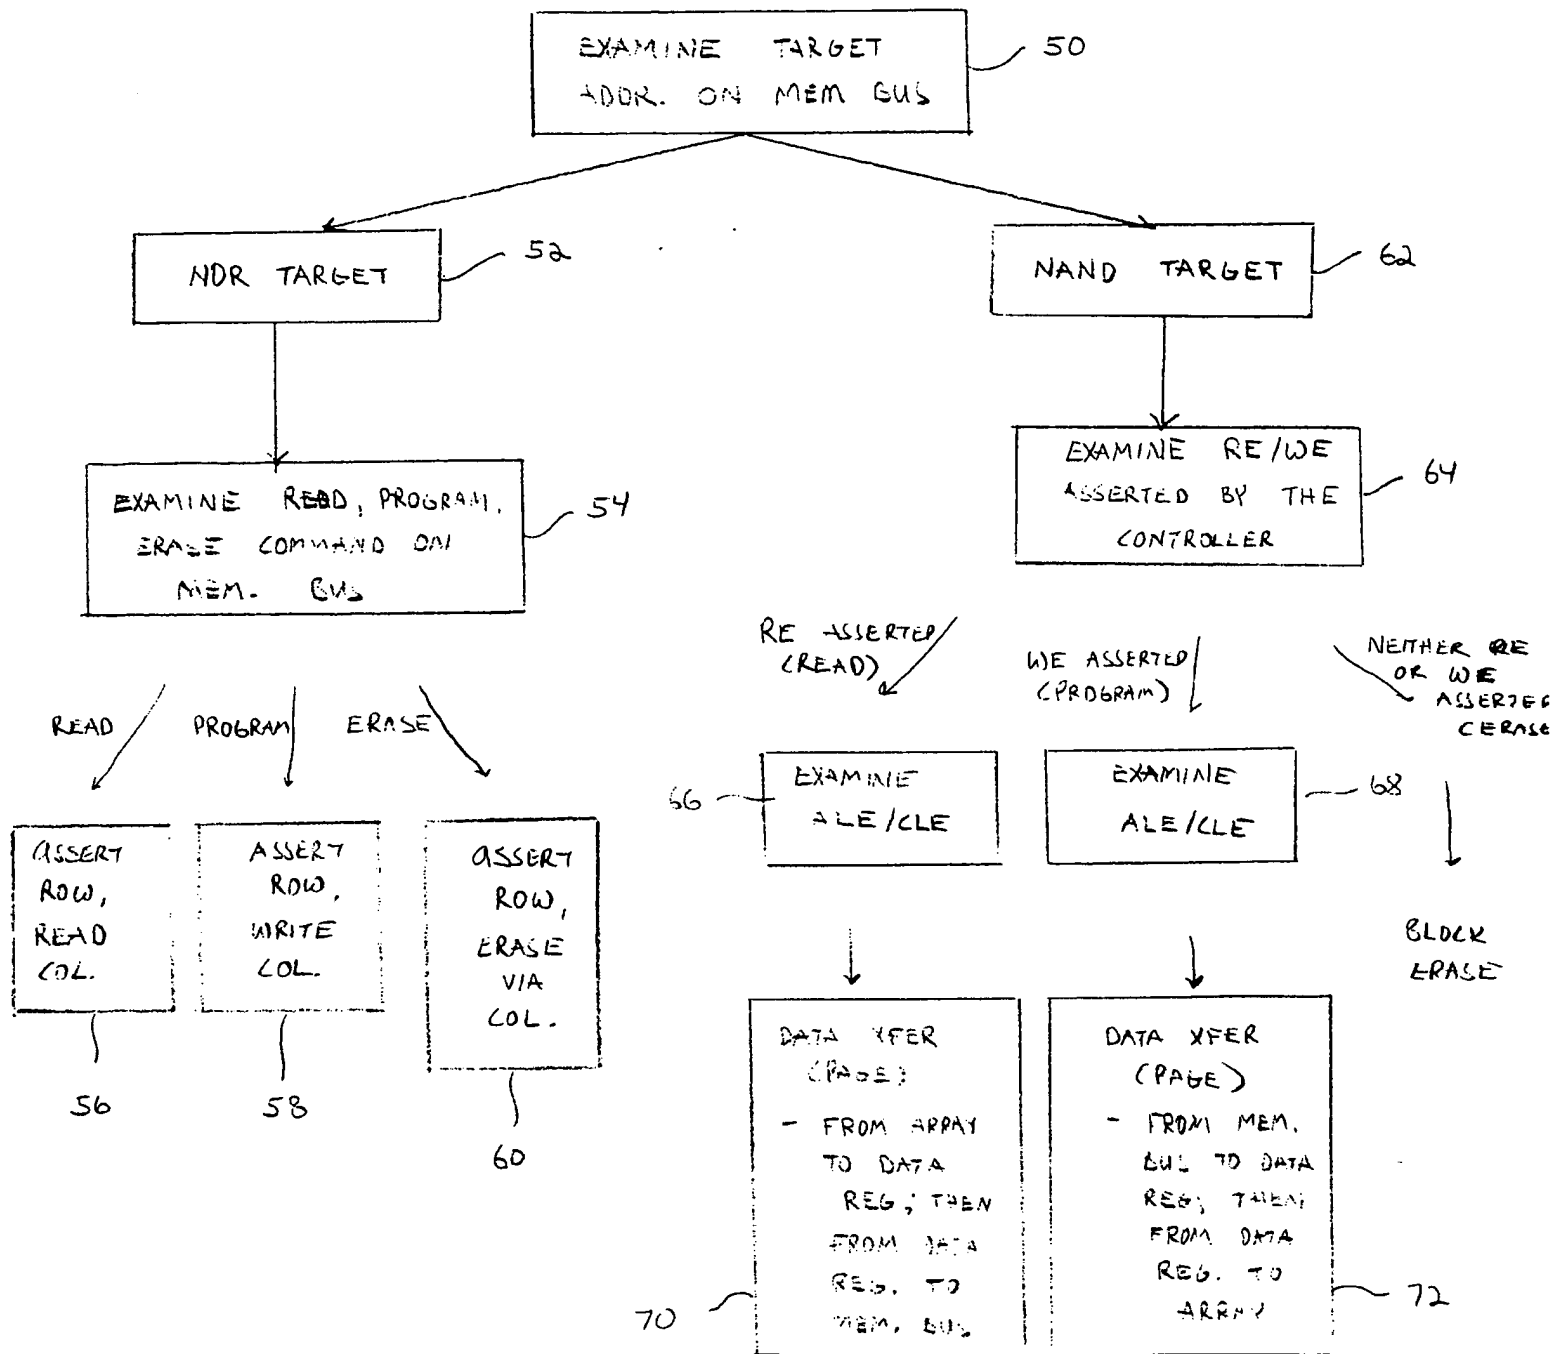 EXAMINE TARGET
ADDR. ON MEM BUS
50
NOR TARGET
52
NAND TARGET
62
EXAMINE READ, PROGRAM,
ERASE COMMAND ON
MEM. BUS
54
EXAMINE RE/WE
ASSERTED BY THE
CONTROLLER
64
READ
PROGRAM
ERASE
RE ASSERTED
(READ)
WE ASSERTED
(PROGRAM)
NEITHER RE
OR WE
ASSERTED
(ERASE
ASSERT
ROW,
READ
COL.
56
ASSERT
ROW,
WRITE
COL.
58
ASSERT
ROW,
ERASE
VIA
COL.
60
66
EXAMINE
ALE/CLE
EXAMINE
ALE/CLE
68
BLOCK
ERASE
DATA XFER
(PAGE)
- FROM ARRAY
TO DATA
REG; THEN
FROM DATA
REG. TO
MEM. BUS
70
DATA XFER
(PAGE)
- FROM MEM.
BUS TO DATA
REG; THEN
FROM DATA
REG. TO
ARRAY
72